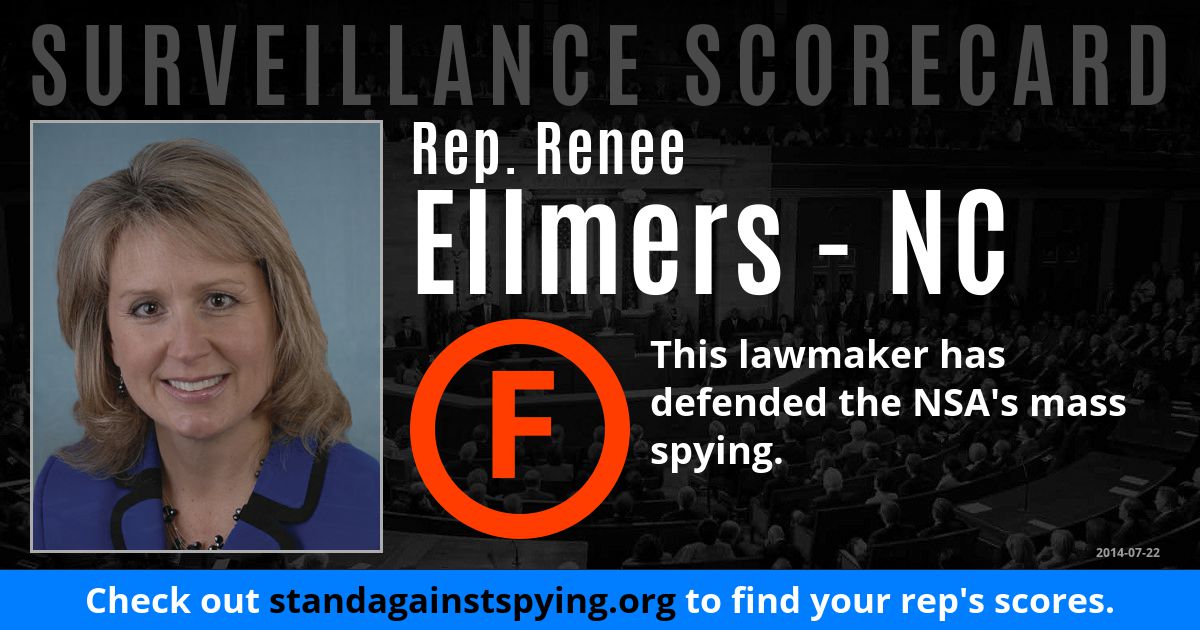 SURVEILLANCE SCORECARD
Rep. Renee
Ellmers - NC
F
This lawmaker has
defended the NSA's mass
spying.
2014-07-22
Check out standagainstspying.org to find your rep's scores.